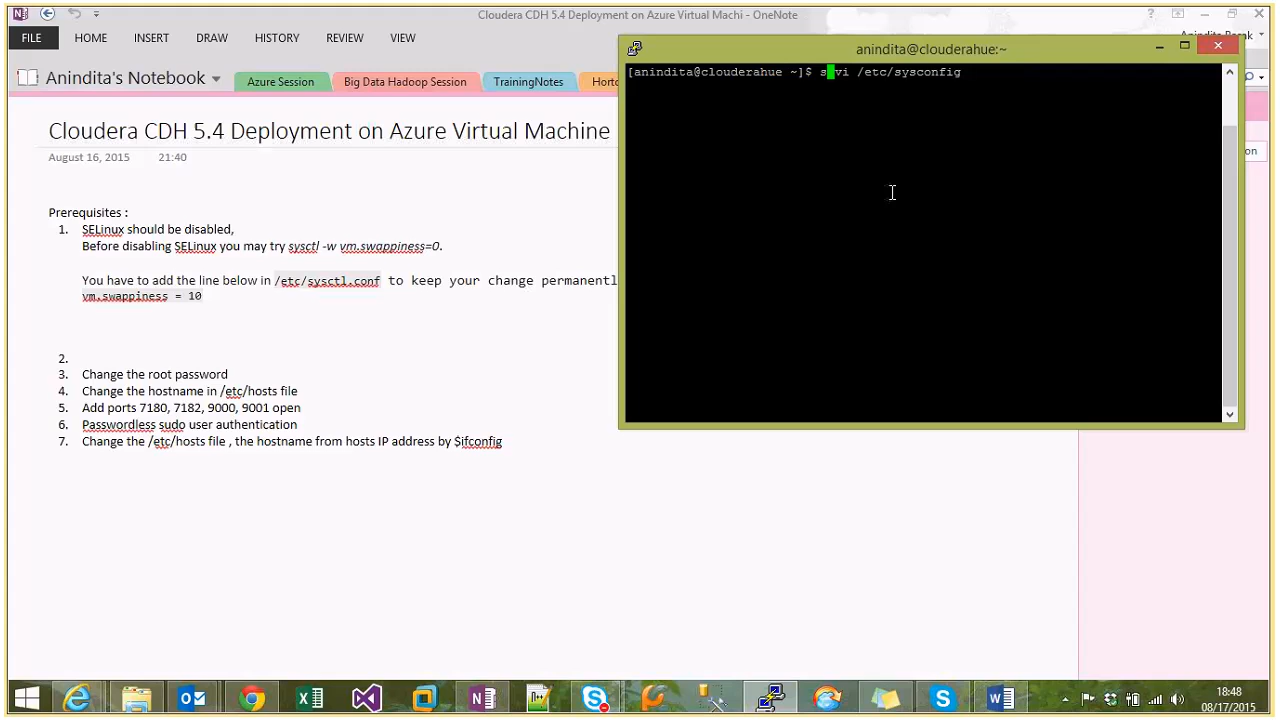 Cloudera CDH 5.4 Deployment on Azure Virtual Machi - OneNote
FILE HOME INSERT DRAW HISTORY REVIEW VIEW
Anindita's Notebook
Azure Session
Big Data Hadoop Session
TrainingNotes
Horto
Cloudera CDH 5.4 Deployment on Azure Virtual Machine
August 16, 2015 21:40
Prerequisites :
1. SELinux should be disabled,
Before disabling SELinux you may try sysctl -w vm.swappiness=0.
You have to add the line below in /etc/sysctl.conf to keep your change permanentl
vm.swappiness = 10
2.
3. Change the root password
4. Change the hostname in /etc/hosts file
5. Add ports 7180, 7182, 9000, 9001 open
6. Passwordless sudo user authentication
7. Change the /etc/hosts file , the hostname from hosts IP address by $ifconfig
anindita@clouderahue:~
[anindita@clouderahue ~]$ s vi /etc/sysconfig
on
18:48
08/17/2015